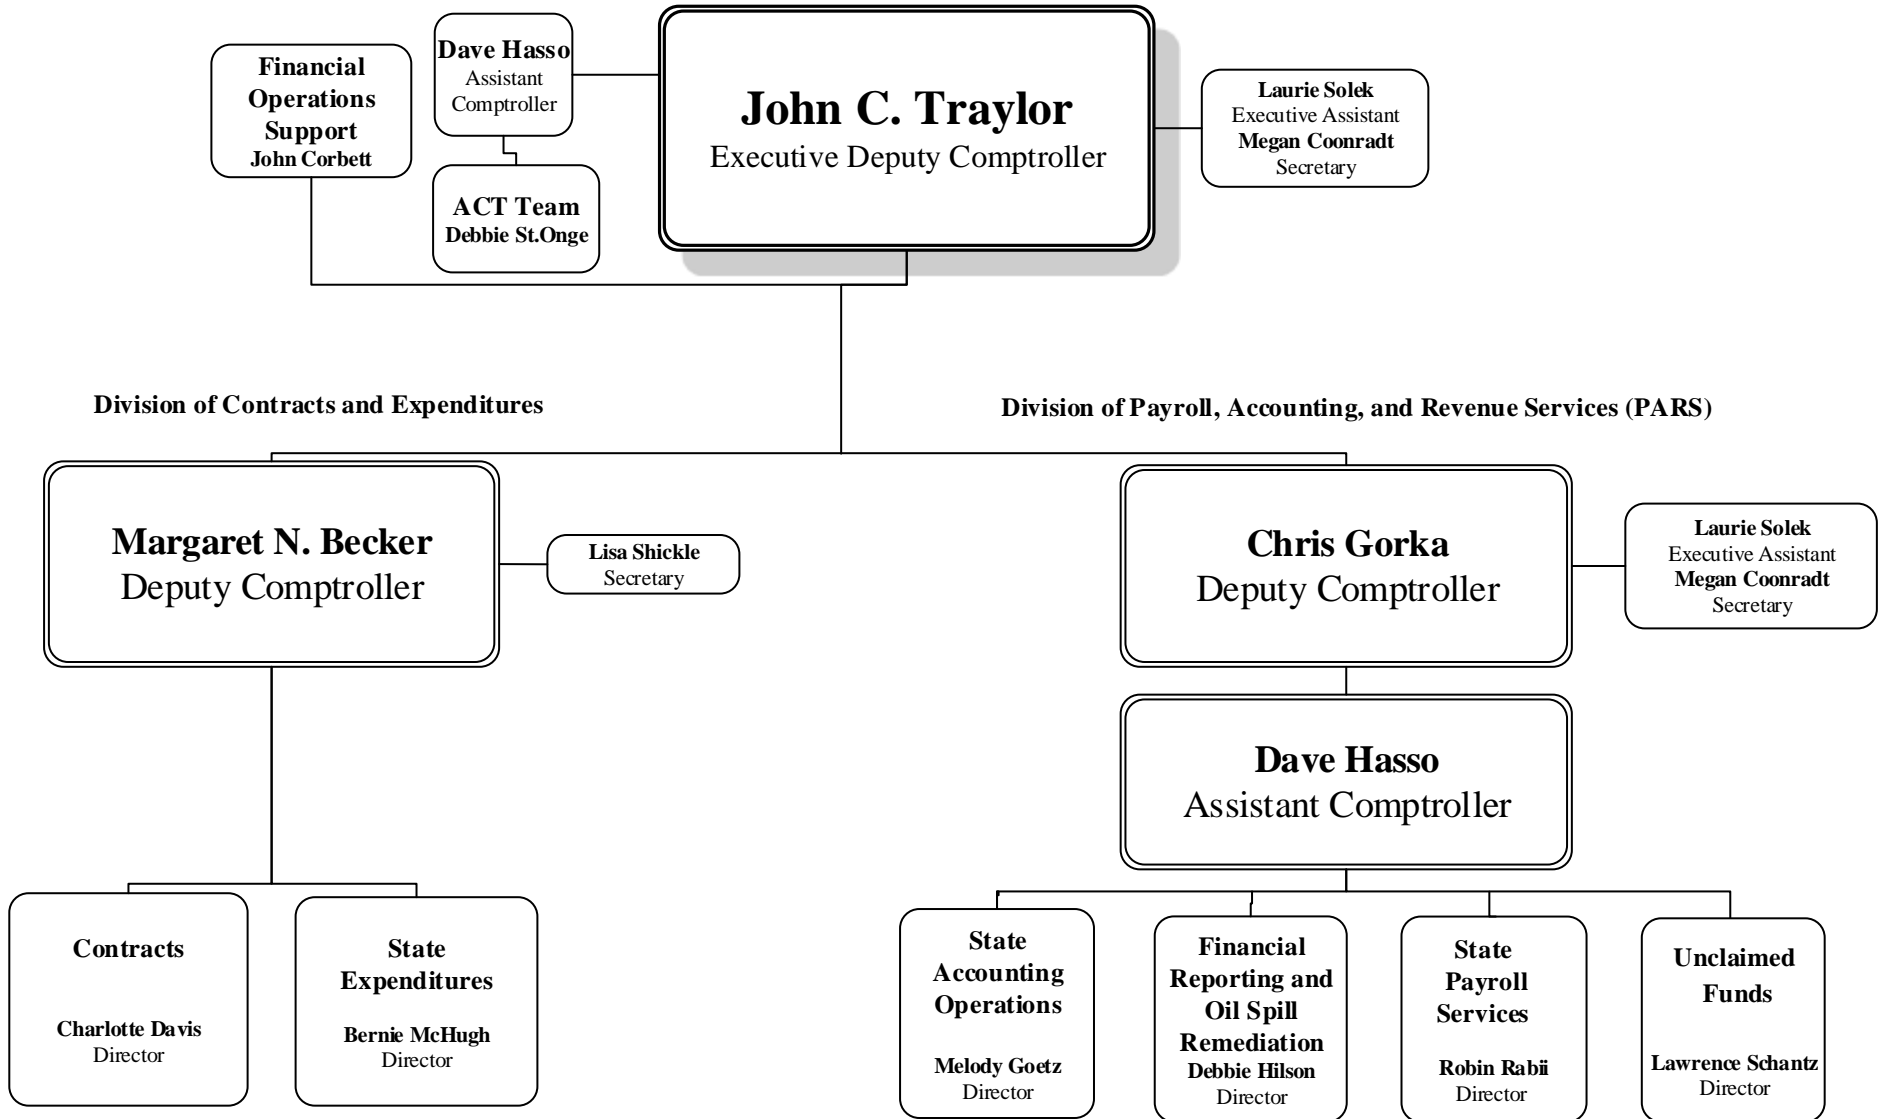 Financial
Operations
Support
John Corbett
Dave Hasso
Assistant
Comptroller
ACT Team
Debbie St.Onge
John C. Traylor
Executive Deputy Comptroller
Laurie Solek
Executive Assistant
Megan Coonradt
Secretary
Division of Contracts and Expenditures
Division of Payroll, Accounting, and Revenue Services (PARS)
Margaret N. Becker
Deputy Comptroller
Lisa Shickle
Secretary
Chris Gorka
Deputy Comptroller
Laurie Solek
Executive Assistant
Megan Coonradt
Secretary
Dave Hasso
Assistant Comptroller
Contracts
Charlotte Davis
Director
State
Expenditures
Bernie McHugh
Director
State
Accounting
Operations
Melody Goetz
Director
Financial
Reporting and
Oil Spill
Remediation
Debbie Hilson
Director
State
Payroll
Services
Robin Rabii
Director
Unclaimed
Funds
Lawrence Schantz
Director